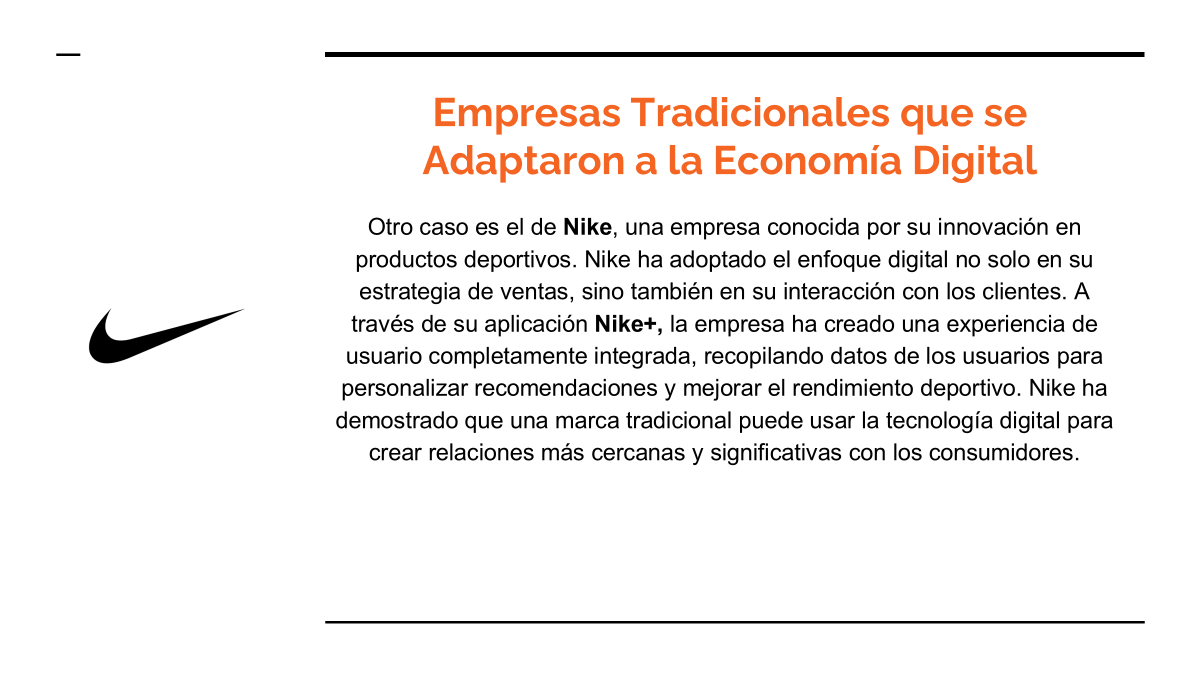 Empresas Tradicionales que se
Adaptaron a la Economía Digital
Otro caso es el de Nike, una empresa conocida por su innovación en
productos deportivos. Nike ha adoptado el enfoque digital no solo en su
estrategia de ventas, sino también en su interacción con los clientes. A
través de su aplicación Nike+, la empresa ha creado una experiencia de
usuario completamente integrada, recopilando datos de los usuarios para
personalizar recomendaciones y mejorar el rendimiento deportivo. Nike ha
demostrado que una marca tradicional puede usar la tecnología digital para
crear relaciones más cercanas y significativas con los consumidores.